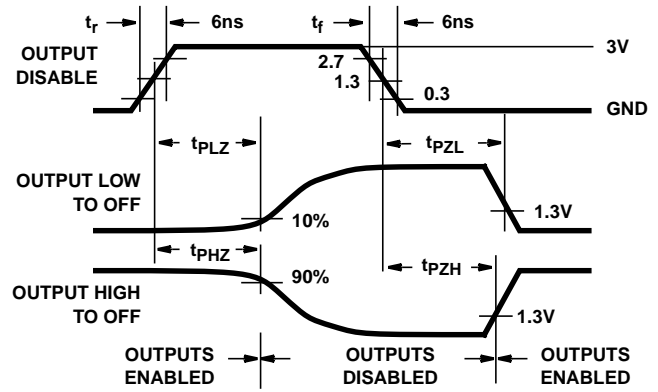 tr 6ns tf 6ns
OUTPUT
DISABLE
3V
2.7
1.3
0.3
GND
tPLZ tPZL
OUTPUT LOW
TO OFF
10%
1.3V
tPHZ tPZH
90%
OUTPUT HIGH
TO OFF
1.3V
OUTPUTS
ENABLED
OUTPUTS
DISABLED
OUTPUTS
ENABLED